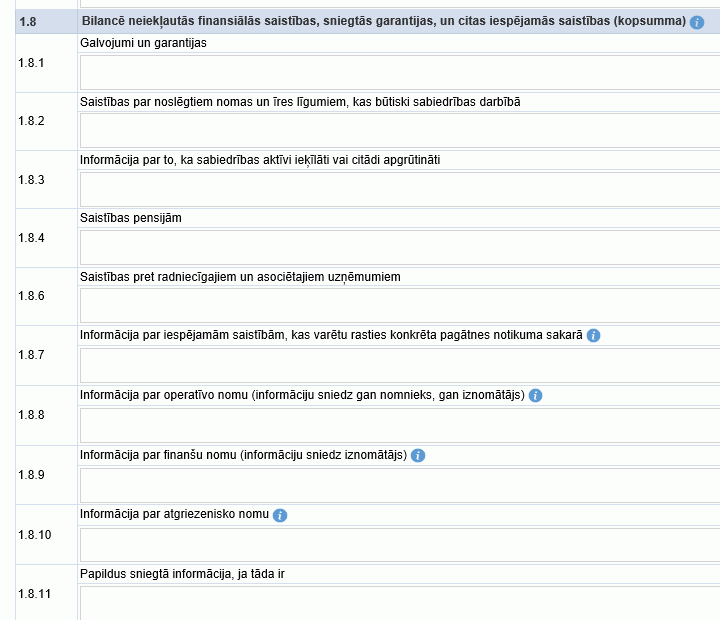 1.8 Bilancē neiekļautās finansiālās saistības, sniegtās garantijas, un citas iespējamās saistības (kopsumma)
Galvojumi un garantijas
1.8.1
Saistības par noslēgtiem nomas un īres līgumiem, kas būtiski sabiedrības darbībā
1.8.2
Informācija par to, ka sabiedrības aktīvi ieķīlāti vai citādi apgrūtināti
1.8.3
Saistības pensijām
1.8.4
Saistības pret radniecīgajiem un asociētajiem uzņēmumiem
1.8.6
Informācija par iespējamām saistībām, kas varētu rasties konkrēta pagātnes notikuma sakarā
1.8.7
Informācija par operatīvo nomu (informāciju sniedz gan nomnieks, gan iznomātājs)
1.8.8
Informācija par finanšu nomu (informāciju sniedz iznomātājs)
1.8.9
Informācija par atgriezenisko nomu
1.8.10
Papildus sniegtā informācija, ja tāda ir
1.8.11